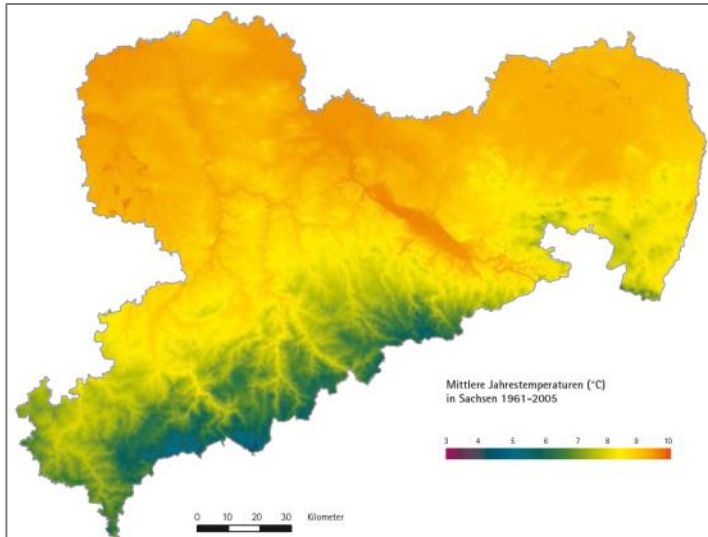 Mittlere Jahrestemperaturen (°C)
in Sachsen 1961-2005
3 4 5 6 7 8 9 10
0 10 20 30 Kilometer